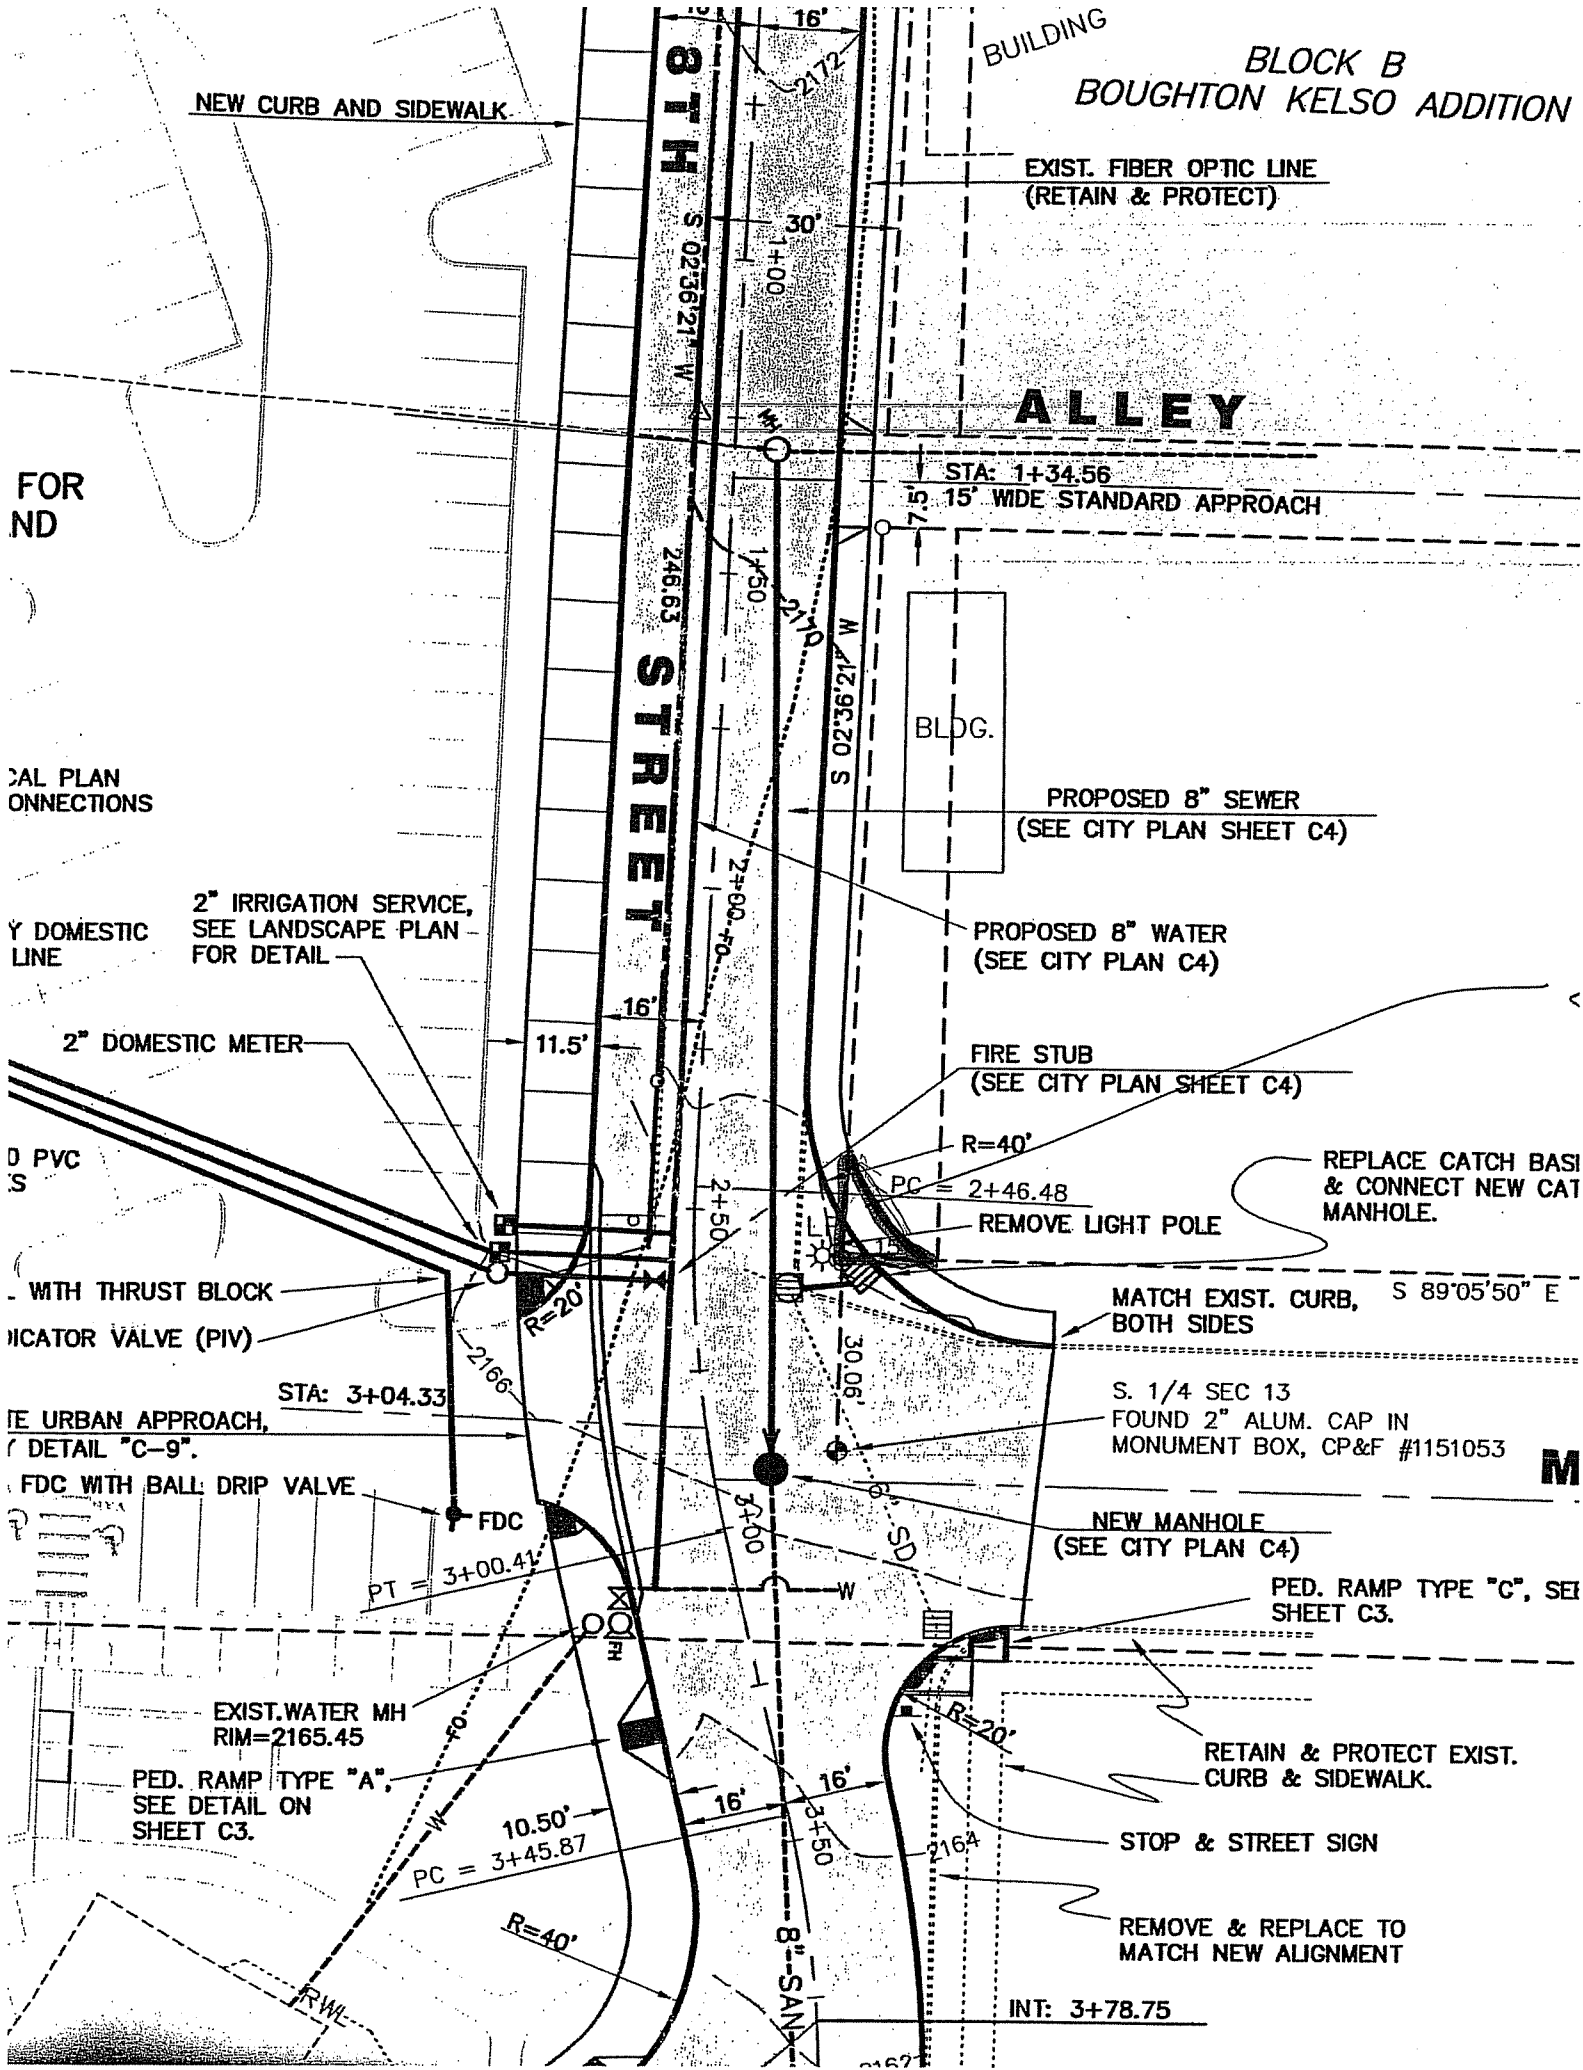 16'
2172
BUILDING
BLOCK B
BOUGHTON KELSO ADDITION
NEW CURB AND SIDEWALK
8TH STREET
EXIST. FIBER OPTIC LINE
(RETAIN & PROTECT)
S 02°36'21" W
30'
1+00
ALLEY
MH
STA: 1+34.56
15' WIDE STANDARD APPROACH
7.5'
FOR
ND
246.63
1+50
2170
S 02°36'21" W
BLDG.
CAL PLAN
ONNECTIONS
PROPOSED 8" SEWER
(SEE CITY PLAN SHEET C4)
2+00
FO
2" IRRIGATION SERVICE,
SEE LANDSCAPE PLAN
FOR DETAIL
Y DOMESTIC
LINE
PROPOSED 8" WATER
(SEE CITY PLAN C4)
16'
11.5'
2" DOMESTIC METER
FIRE STUB
(SEE CITY PLAN SHEET C4)
R=40'
PC = 2+46.48
D PVC
S
2+50
REPLACE CATCH BASI
& CONNECT NEW CAT
MANHOLE.
REMOVE LIGHT POLE
15'
WITH THRUST BLOCK
R=20'
S 89°05'50" E
MATCH EXIST. CURB,
BOTH SIDES
DICATOR VALVE (PIV)
2166
30.06'
STA: 3+04.33
S. 1/4 SEC 13
FOUND 2" ALUM. CAP IN
MONUMENT BOX, CP&F #1151053
TE URBAN APPROACH,
Y DETAIL "C-9".
M
FDC WITH BALL DRIP VALVE
FDC
6" SD
3+00
NEW MANHOLE
(SEE CITY PLAN C4)
PT = 3+00.41
W
PED. RAMP TYPE "C", SEE
SHEET C3.
FH
EXIST.WATER MH
RIM=2165.45
FO
R=20'
RETAIN & PROTECT EXIST.
CURB & SIDEWALK.
PED. RAMP TYPE "A",
SEE DETAIL ON
SHEET C3.
W
16'
16'
10.50'
3+50
PC = 3+45.87
2164
STOP & STREET SIGN
R=40'
REMOVE & REPLACE TO
MATCH NEW ALIGNMENT
8" SAN
RWL
INT: 3+78.75